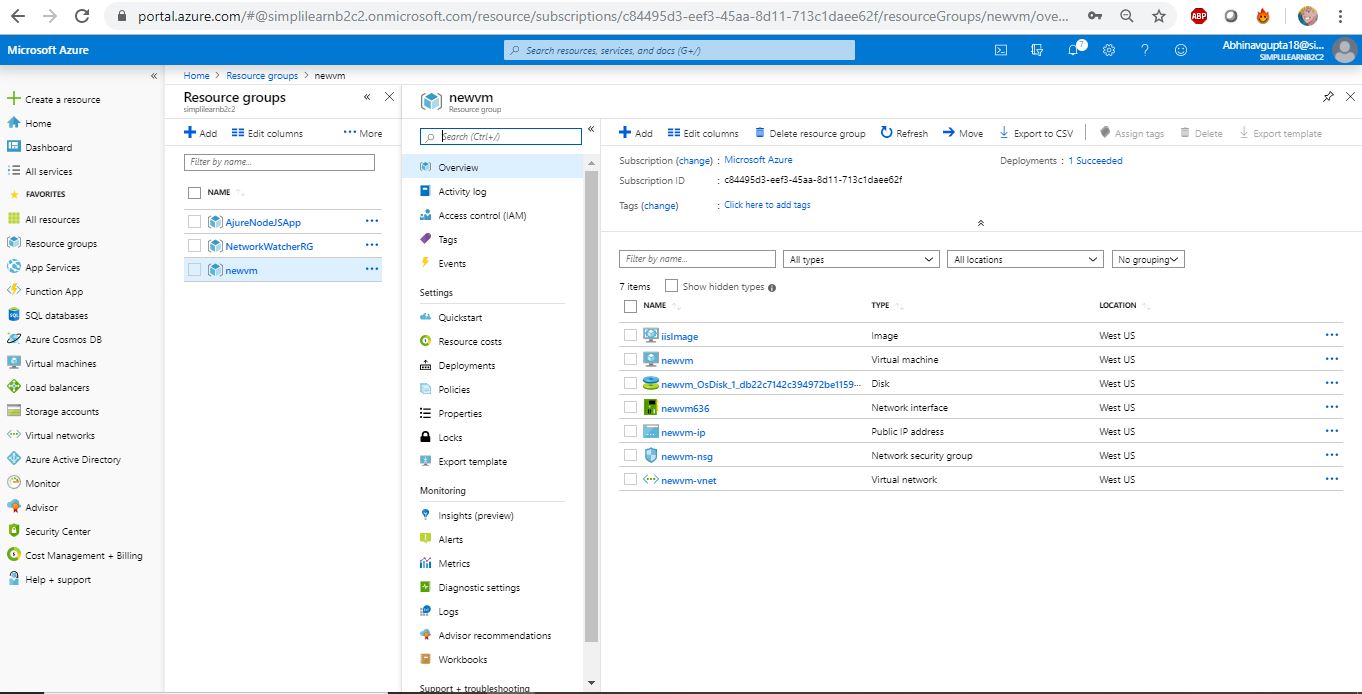 portal.azure.com/#@simplilearnb2c2.onmicrosoft.com/resource/subscriptions/c84495d3-eef3-45aa-8d11-713c1daee62f/resourceGroups/newvm/ove...
ABP
Microsoft Azure
Search resources, services, and docs (G+/)
7
Abhinavgupta18@si...
SIMPLILEARNB2C2
Create a resource
Home
Dashboard
All services
FAVORITES
All resources
Resource groups
App Services
Function App
SQL databases
Azure Cosmos DB
Virtual machines
Load balancers
Storage accounts
Virtual networks
Azure Active Directory
Monitor
Advisor
Security Center
Cost Management + Billing
Help + support
Home > Resource groups > newvm
Resource groups
simplilearnb2c2
Add Edit columns More
Filter by name...
NAME
AjureNodeJSApp
NetworkWatcherRG
newvm
newvm
Resource group
Search (Ctrl+/)
Overview
Activity log
Access control (IAM)
Tags
Events
Settings
Quickstart
Resource costs
Deployments
Policies
Properties
Locks
Export template
Monitoring
Insights (preview)
Alerts
Metrics
Diagnostic settings
Logs
Advisor recommendations
Workbooks
Support + troubleshooting
Add Edit columns Delete resource group Refresh Move Export to CSV Assign tags Delete Export template
Subscription (change) : Microsoft Azure Deployments : 1 Succeeded
Subscription ID : c84495d3-eef3-45aa-8d11-713c1daee62f
Tags (change) : Click here to add tags
Filter by name... All types All locations No grouping
7 items Show hidden types
NAME TYPE LOCATION
iisImage Image West US
newvm Virtual machine West US
newvm_OsDisk_1_db22c7142c394972be1159... Disk West US
newvm636 Network interface West US
newvm-ip Public IP address West US
newvm-nsg Network security group West US
newvm-vnet Virtual network West US